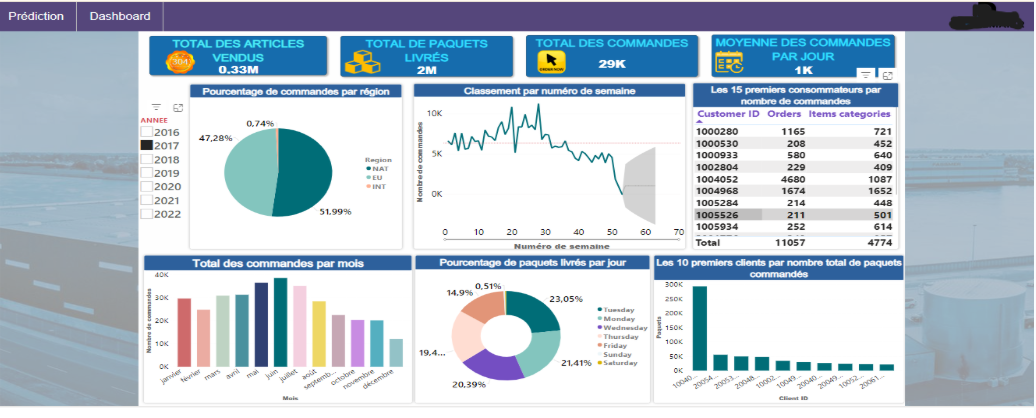 Prédiction
Dashboard
TOTAL DES ARTICLES
VENDUS
0.33M
TOTAL DE PAQUETS
LIVRÉS
2M
TOTAL DES COMMANDES
29K
MOYENNE DES COMMANDES
PAR JOUR
1K
ANNEE
2016
2017
2018
2019
2020
2021
2022
Pourcentage de commandes par région
0,74%
47,28%
51,99%
Region
NAT
EU
INT
Classement par numéro de semaine
Nombre de commandes
10K
5K
0K
0 10 20 30 40 50 60 70
Numéro de semaine
Les 15 premiers consommateurs par
nombre de commandes
Customer ID Orders Items categories
1000280 1165 721
1000530 208 452
1000933 580 640
1002804 229 409
1004052 4680 1087
1004968 1674 1652
1005284 214 448
1005526 211 501
1005934 252 614
Total 11057 4774
Total des commandes par mois
Nombre de commandes
40K
30K
20K
10K
0K
janvier
février
mars
avril
mai
juin
juillet
août
septemb...
octobre
novembre
décembre
Mois
Pourcentage de paquets livrés par jour
0,51%
14.9%
23,05%
19,4...
21,41%
20,39%
Tuesday
Monday
Wednesday
Thursday
Friday
Sunday
Saturday
Les 10 premiers clients par nombre total de paquets
commandés
Paquets
300K
250K
200K
150K
100K
50K
0K
10040...
20054...
20053...
20048...
10002...
10049...
20040...
20049...
10052...
20061...
Client ID